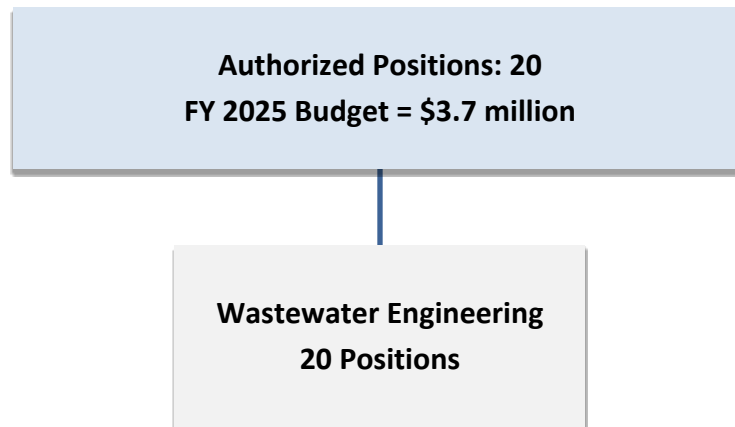 Authorized Positions: 20
FY 2025 Budget = $3.7 million
Wastewater Engineering
20 Positions